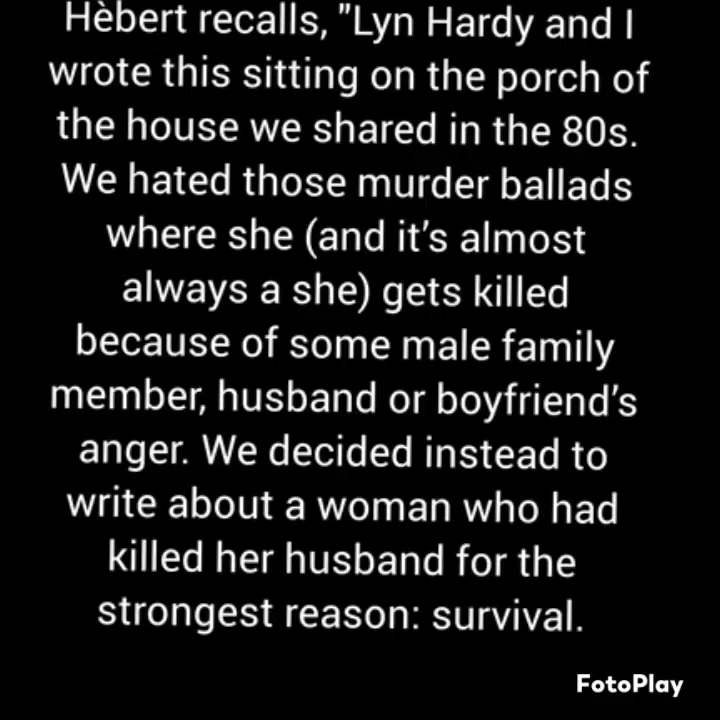 Hèbert recalls, "Lyn Hardy and I
wrote this sitting on the porch of
the house we shared in the 80s.
We hated those murder ballads
where she (and it's almost
always a she) gets killed
because of some male family
member, husband or boyfriend's
anger. We decided instead to
write about a woman who had
killed her husband for the
strongest reason: survival.
FotoPlay